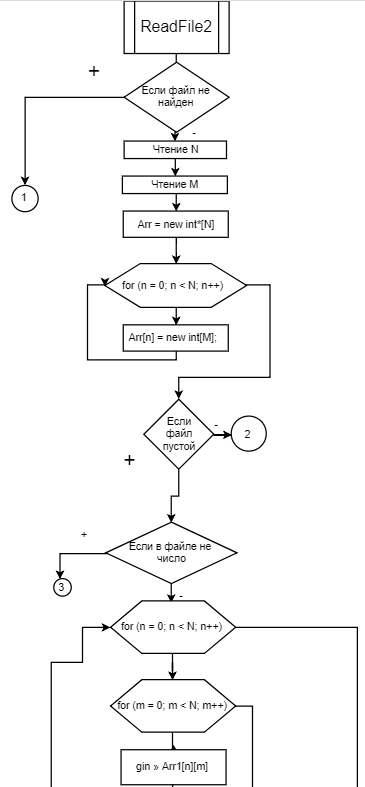 ReadFile2
+
Если файл не
найден
-
1
Чтение N
Чтение M
Arr = new int*[N]
for (n = 0; n < N; n++)
Arr[n] = new int[M];
Если
файл
пустой
-
2
+
+
Если в файле не
число
3
-
for (n = 0; n < N; n++)
for (m = 0; m < N; m++)
gin » Arr1[n][m]